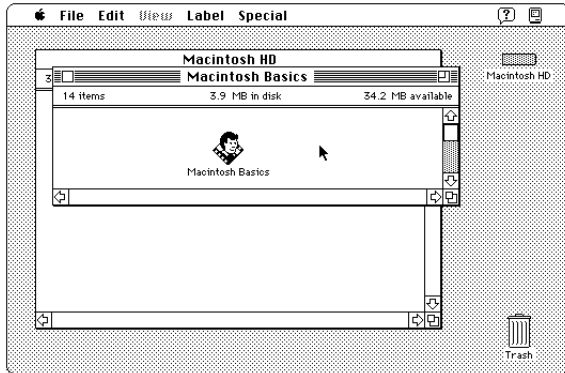 File Edit View Label Special
Macintosh HD
3
Macintosh Basics
14 items 3.9 MB in disk 34.2 MB available
Macintosh Basics
Macintosh HD
Trash